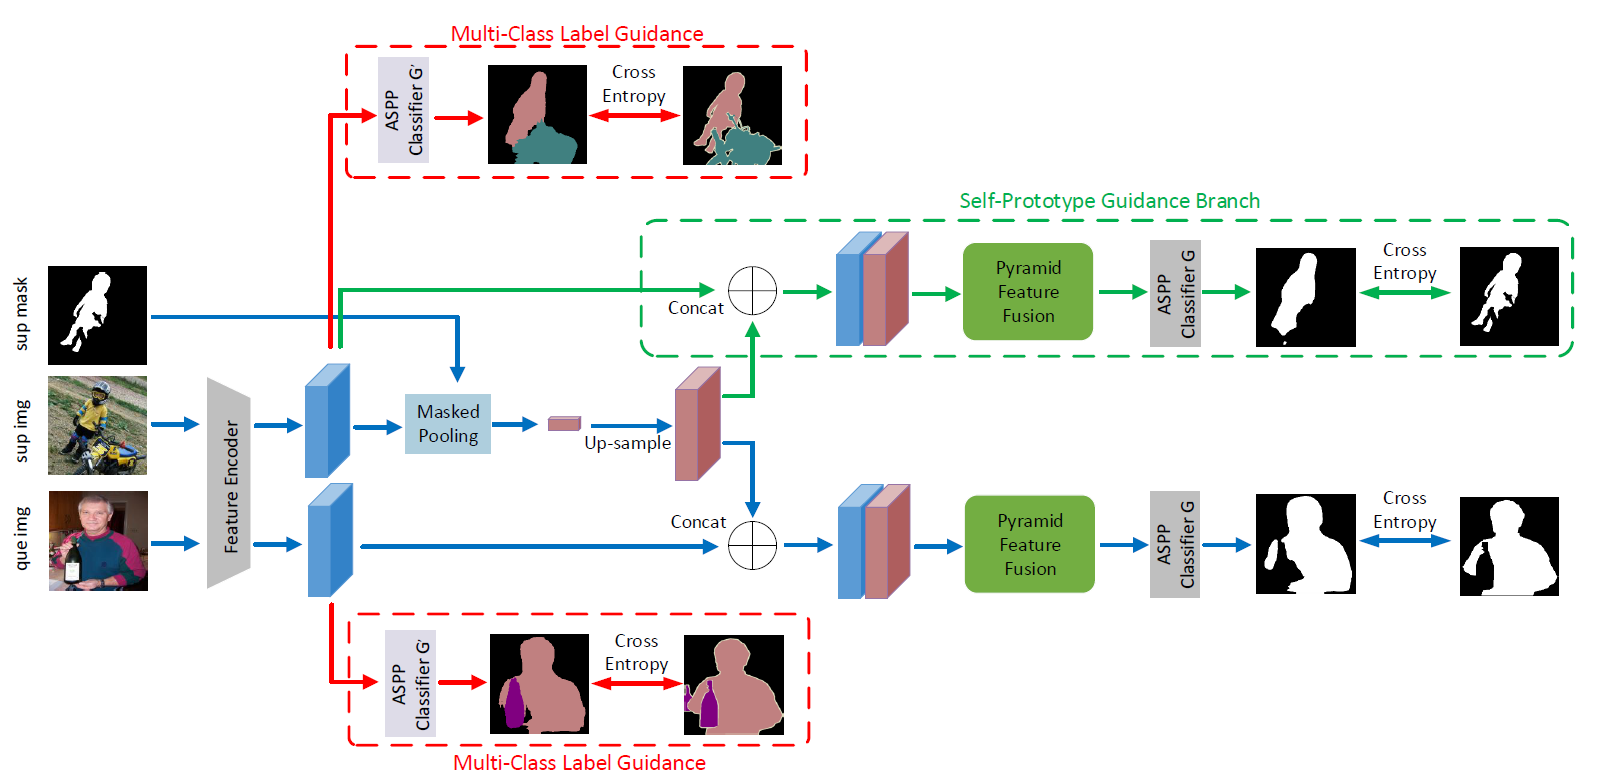 Multi-Class Label Guidance
ASPP
Classifier G′
Cross
Entropy
Self-Prototype Guidance Branch
sup mask
Concat
Pyramid
Feature
Fusion
ASPP
Classifier G
Cross
Entropy
sup img
Feature Encoder
Masked
Pooling
Up-sample
que img
Concat
Pyramid
Feature
Fusion
ASPP
Classifier G
Cross
Entropy
ASPP
Classifier G′
Cross
Entropy
Multi-Class Label Guidance